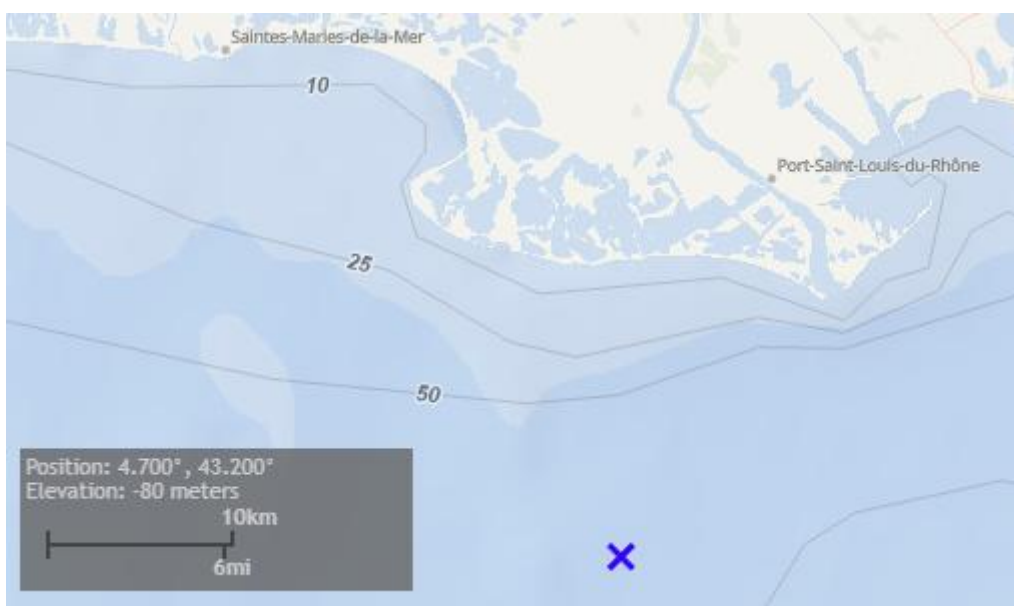 Saintes-Maries-de-la-Mer
10
Port-Saint-Louis-du-Rhône
25
50
Position: 4.700°, 43.200°
Elevation: -80 meters
10km
6mi